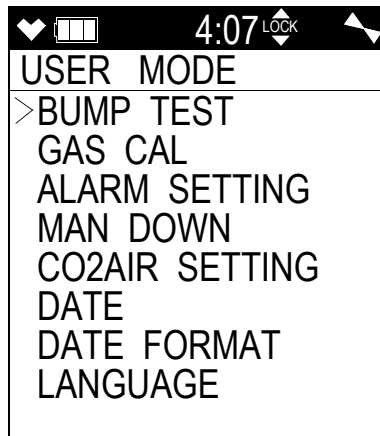 4:07 LOCK
USER MODE
>BUMP TEST
GAS CAL
ALARM SETTING
MAN DOWN
CO2AIR SETTING
DATE
DATE FORMAT
LANGUAGE